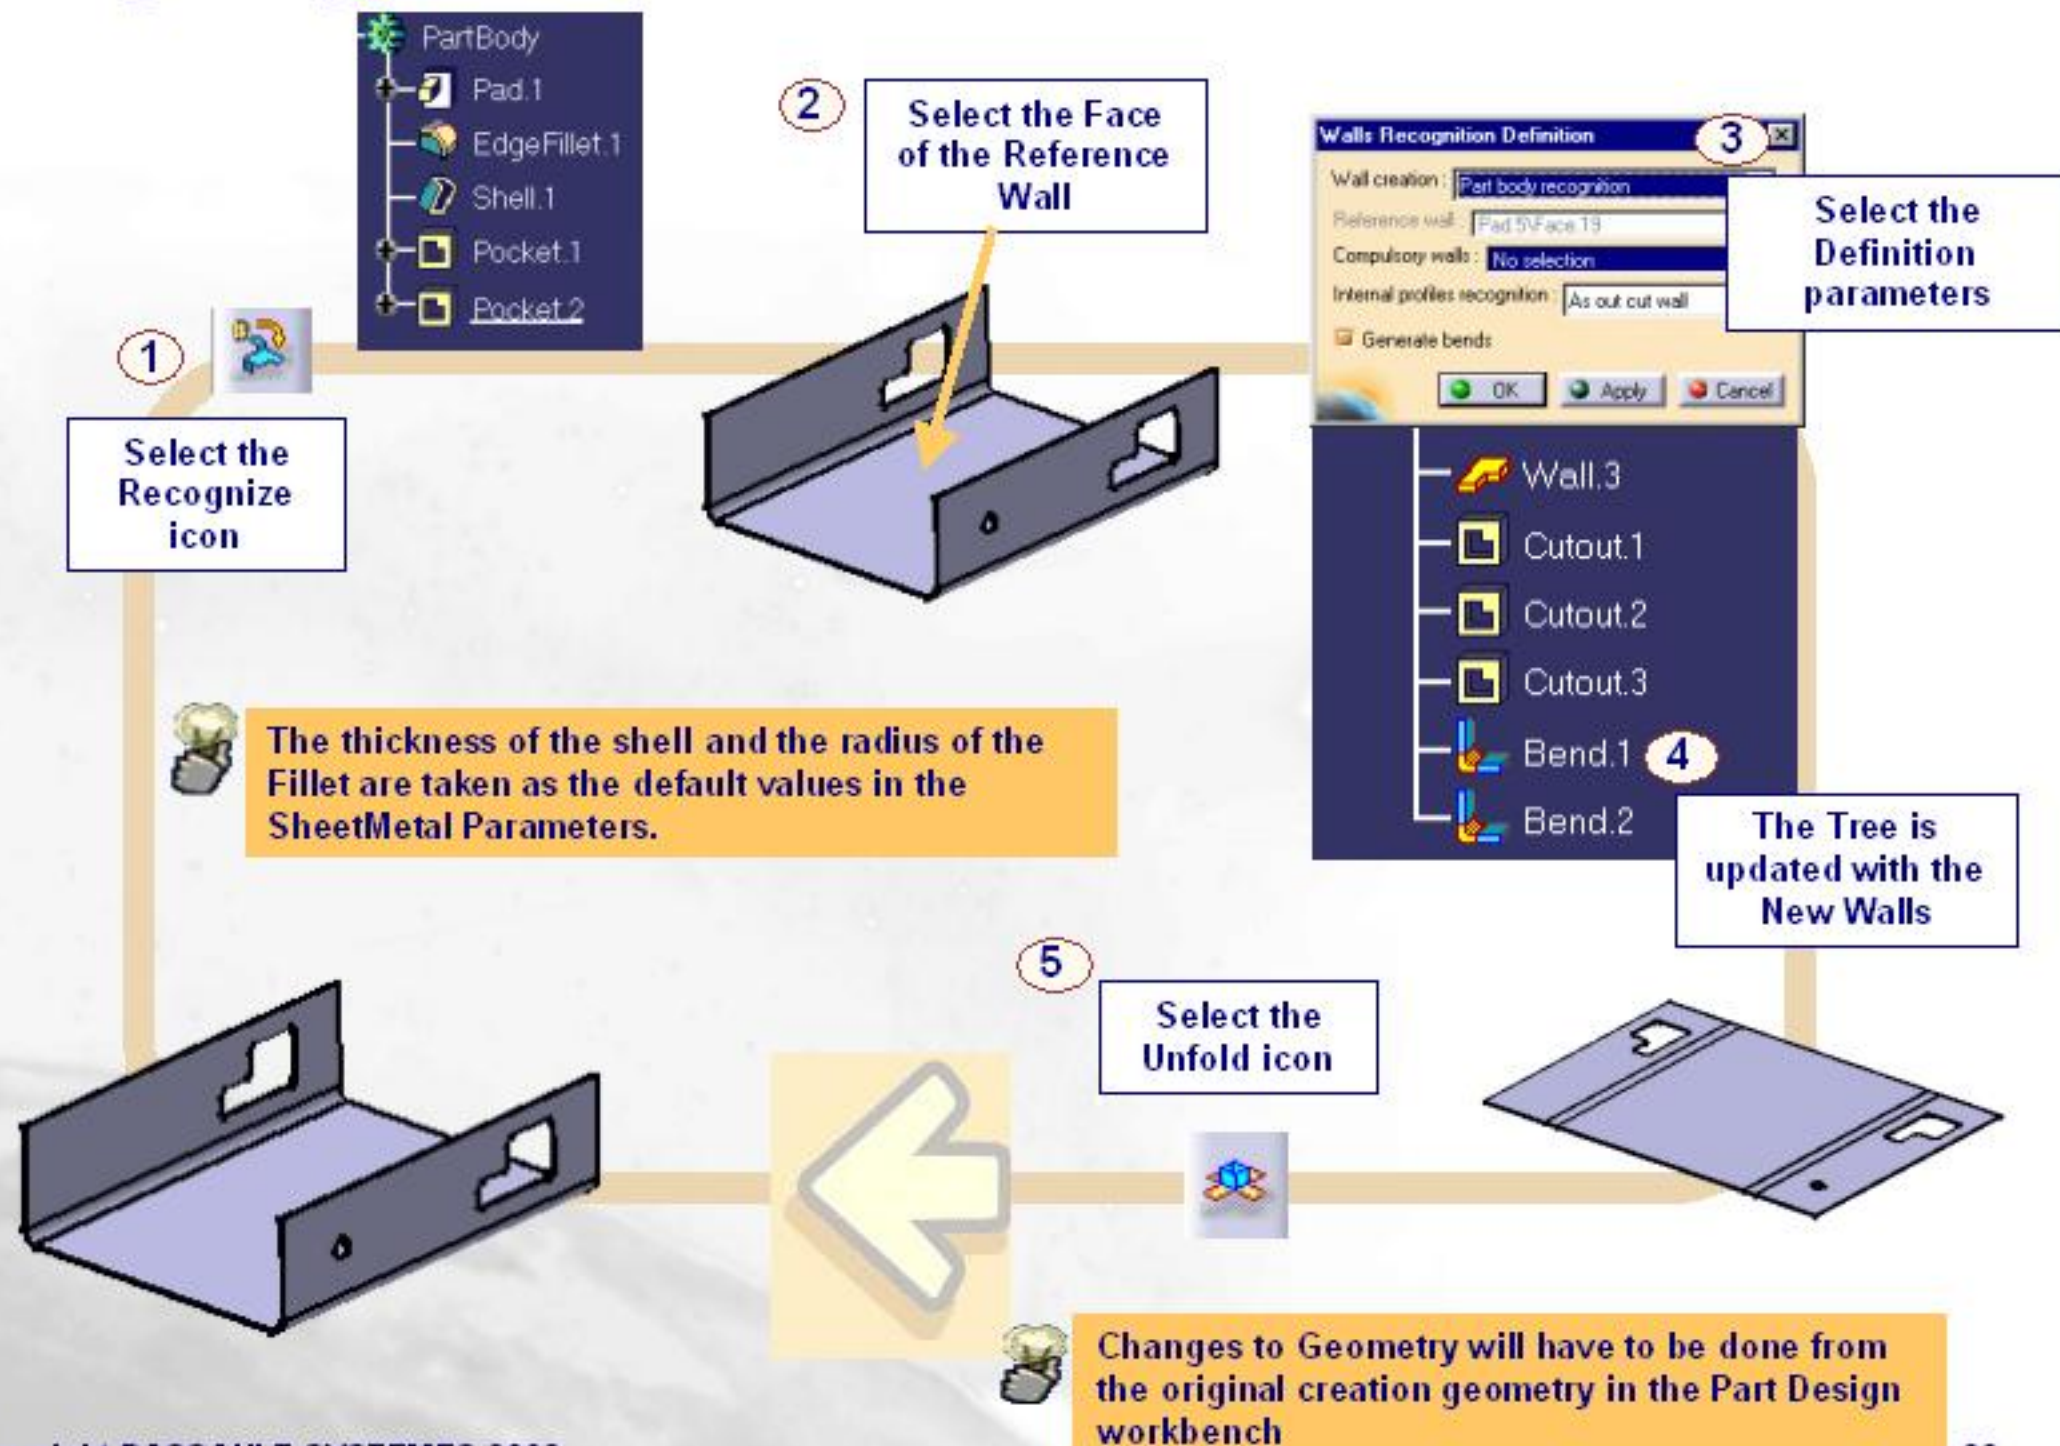 PartBody
Pad.1
EdgeFillet.1
Shell.1
Pocket.1
Pocket.2
1
Select the
Recognize
icon
2
Select the Face
of the Reference
Wall
Walls Recognition Definition
3
Wall creation : Part body recognition
Reference wall : Pad.5\Face.19
Compulsory walls : No selection
Internal profiles recognition : As out cut wall
Generate bends
OK Apply Cancel
Select the
Definition
parameters
Wall.3
Cutout.1
Cutout.2
Cutout.3
Bend.1
Bend.2
4
The Tree is
updated with the
New Walls
The thickness of the shell and the radius of the
Fillet are taken as the default values in the
SheetMetal Parameters.
5
Select the
Unfold icon
Changes to Geometry will have to be done from
the original creation geometry in the Part Design
workbench